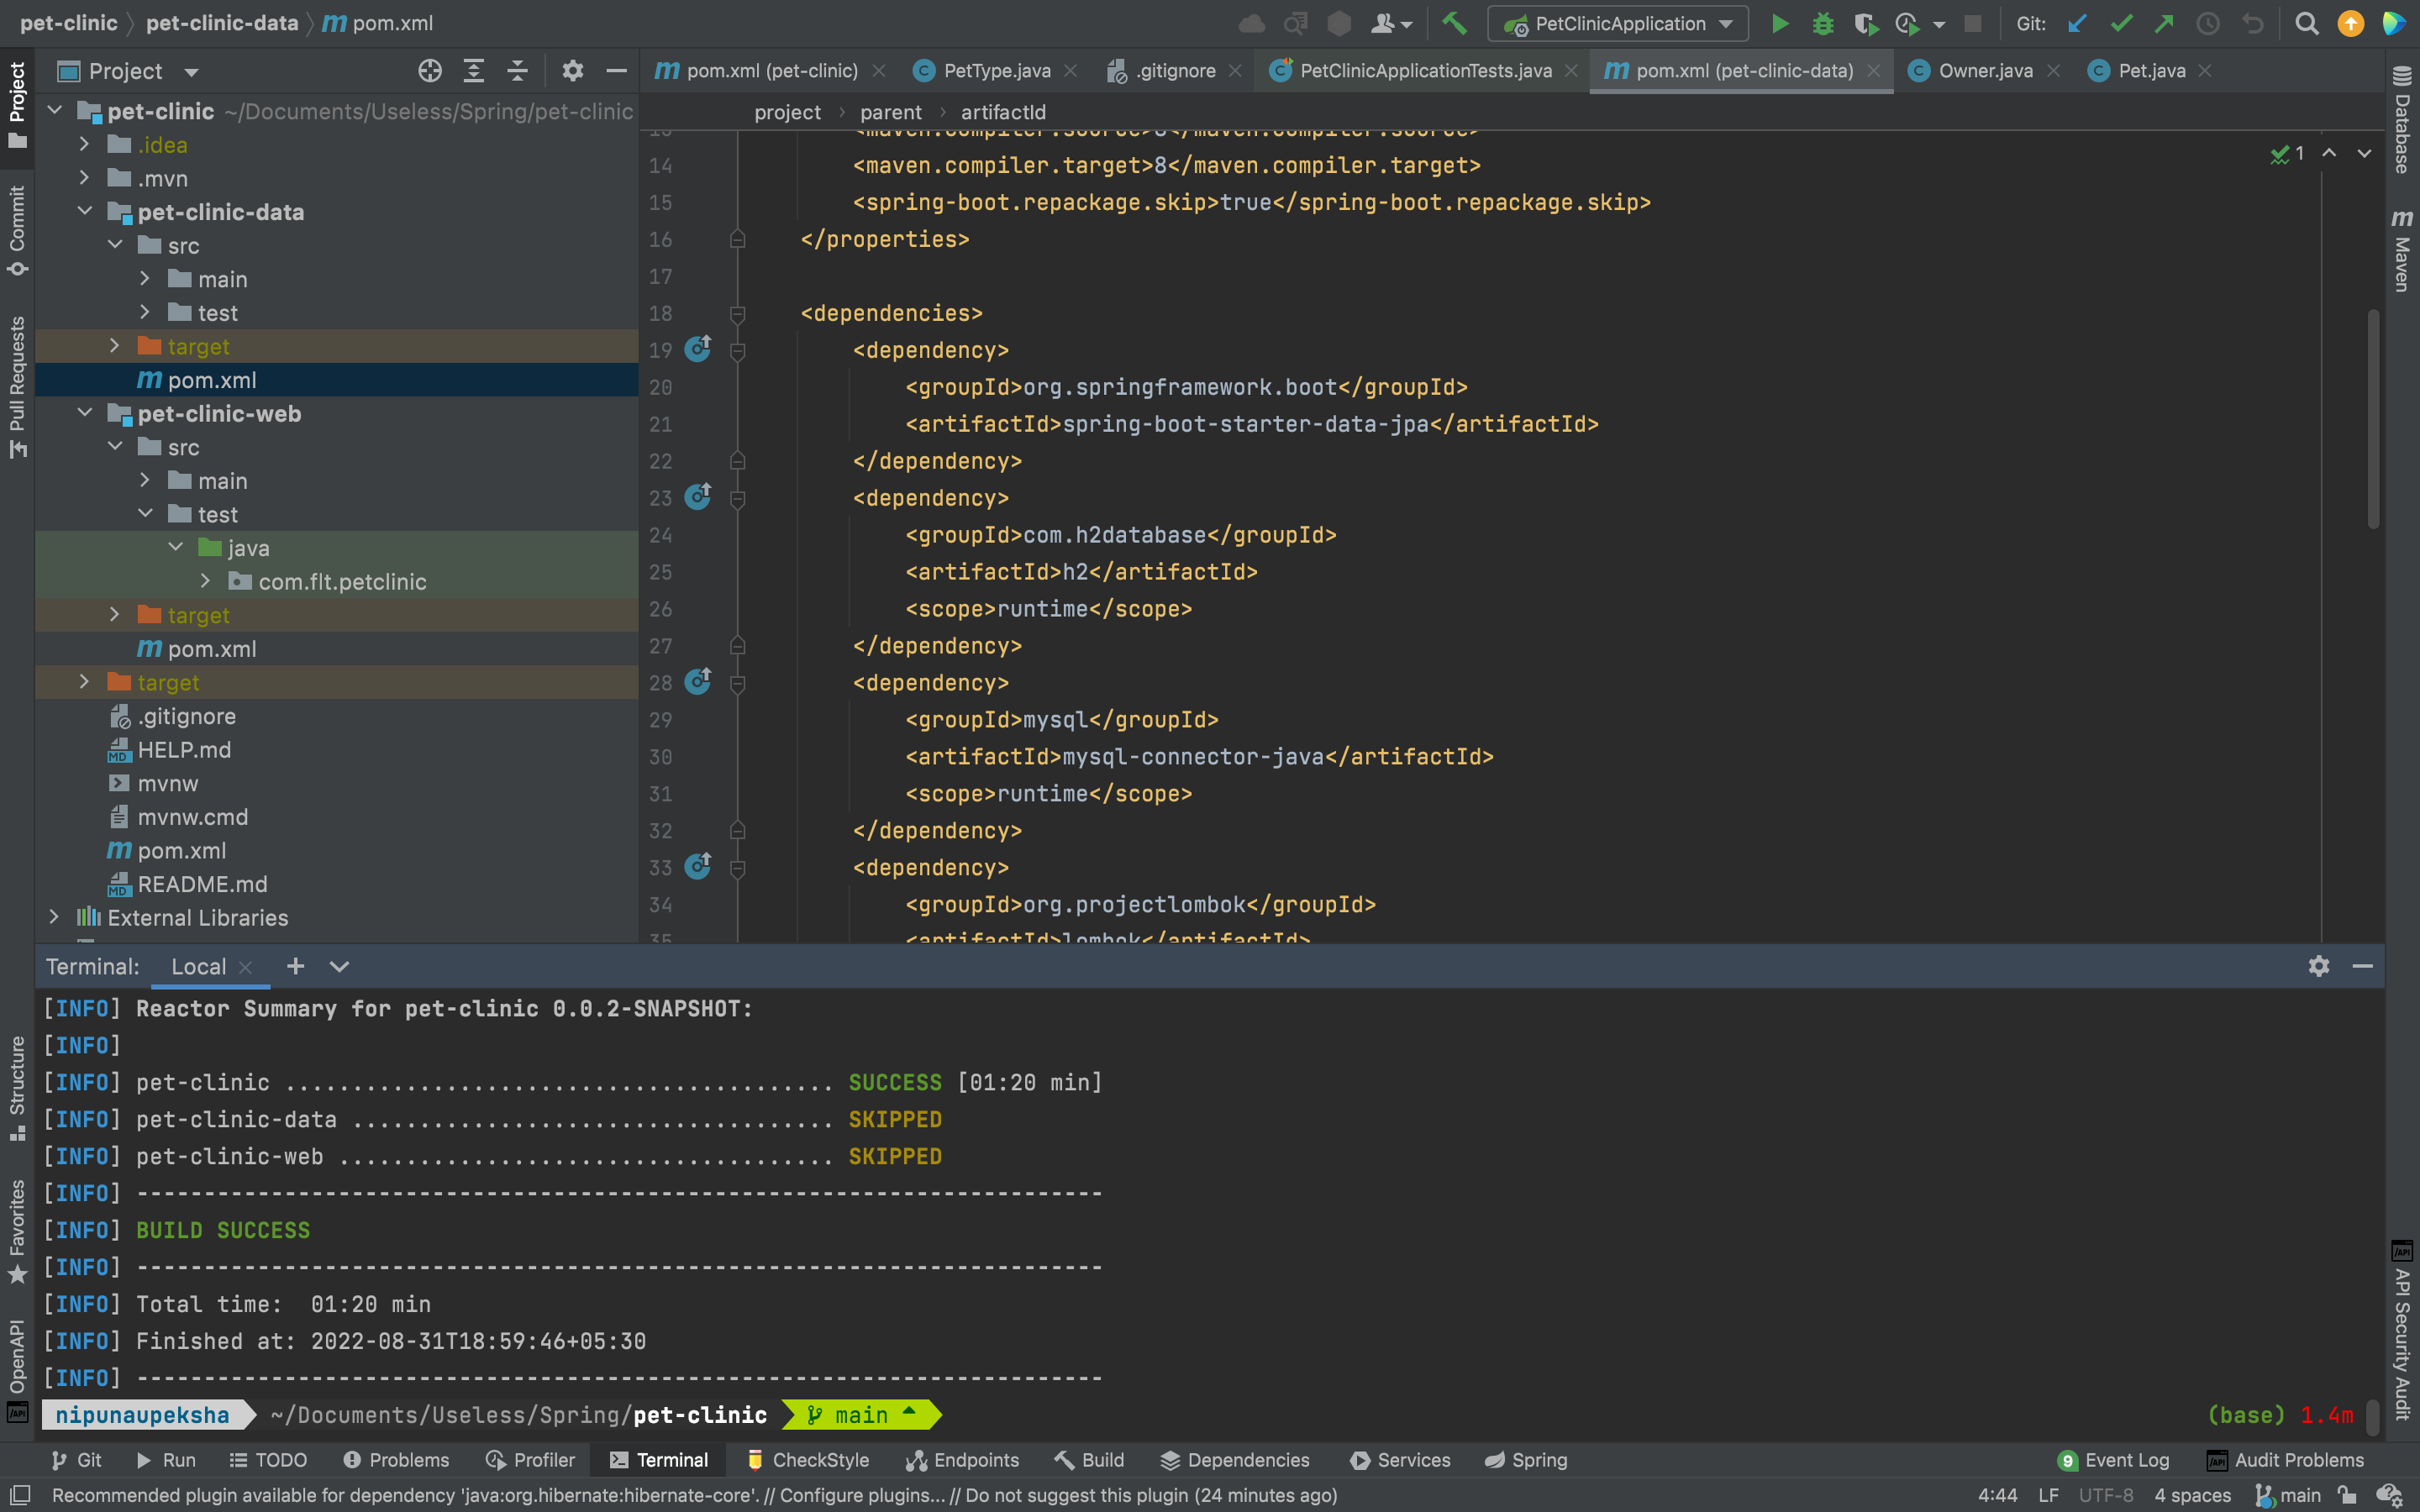 pet-clinic pet-clinic-data m pom.xml
PetClinicApplication Git:
Project
pom.xml (pet-clinic) PetType.java .gitignore PetClinicApplicationTests.java pom.xml (pet-clinic-data) Owner.java Pet.java
project parent artifactId
pet-clinic ~/Documents/Useless/Spring/pet-clinic
.idea
.mvn
pet-clinic-data
src
main
test
target
pom.xml
pet-clinic-web
src
main
test
java
com.flt.petclinic
target
pom.xml
target
.gitignore
HELP.md
mvnw
mvnw.cmd
pom.xml
README.md
External Libraries
13 <maven.compiler.source>8</maven.compiler.source>
14 <maven.compiler.target>8</maven.compiler.target>
15 <spring-boot.repackage.skip>true</spring-boot.repackage.skip>
16 </properties>
17
18 <dependencies>
19 <dependency>
20 <groupId>org.springframework.boot</groupId>
21 <artifactId>spring-boot-starter-data-jpa</artifactId>
22 </dependency>
23 <dependency>
24 <groupId>com.h2database</groupId>
25 <artifactId>h2</artifactId>
26 <scope>runtime</scope>
27 </dependency>
28 <dependency>
29 <groupId>mysql</groupId>
30 <artifactId>mysql-connector-java</artifactId>
31 <scope>runtime</scope>
32 </dependency>
33 <dependency>
34 <groupId>org.projectlombok</groupId>
35 <artifactId>lombok</artifactId>
1
Project
Commit
Pull Requests
Structure
Favorites
OpenAPI
Database
Maven
API Security Audit
Terminal: Local
[INFO] Reactor Summary for pet-clinic 0.0.2-SNAPSHOT:
[INFO]
[INFO] pet-clinic ......................................... SUCCESS [01:20 min]
[INFO] pet-clinic-data .................................... SKIPPED
[INFO] pet-clinic-web ..................................... SKIPPED
[INFO] ------------------------------------------------------------------------
[INFO] BUILD SUCCESS
[INFO] ------------------------------------------------------------------------
[INFO] Total time:  01:20 min
[INFO] Finished at: 2022-08-31T18:59:46+05:30
[INFO] ------------------------------------------------------------------------
nipunaupeksha ~/Documents/Useless/Spring/pet-clinic main (base) 1.4m
Git Run TODO Problems Profiler Terminal CheckStyle Endpoints Build Dependencies Services Spring 9 Event Log Audit Problems
Recommended plugin available for dependency 'java:org.hibernate:hibernate-core'. // Configure plugins... // Do not suggest this plugin (24 minutes ago) 4:44 LF UTF-8 4 spaces main